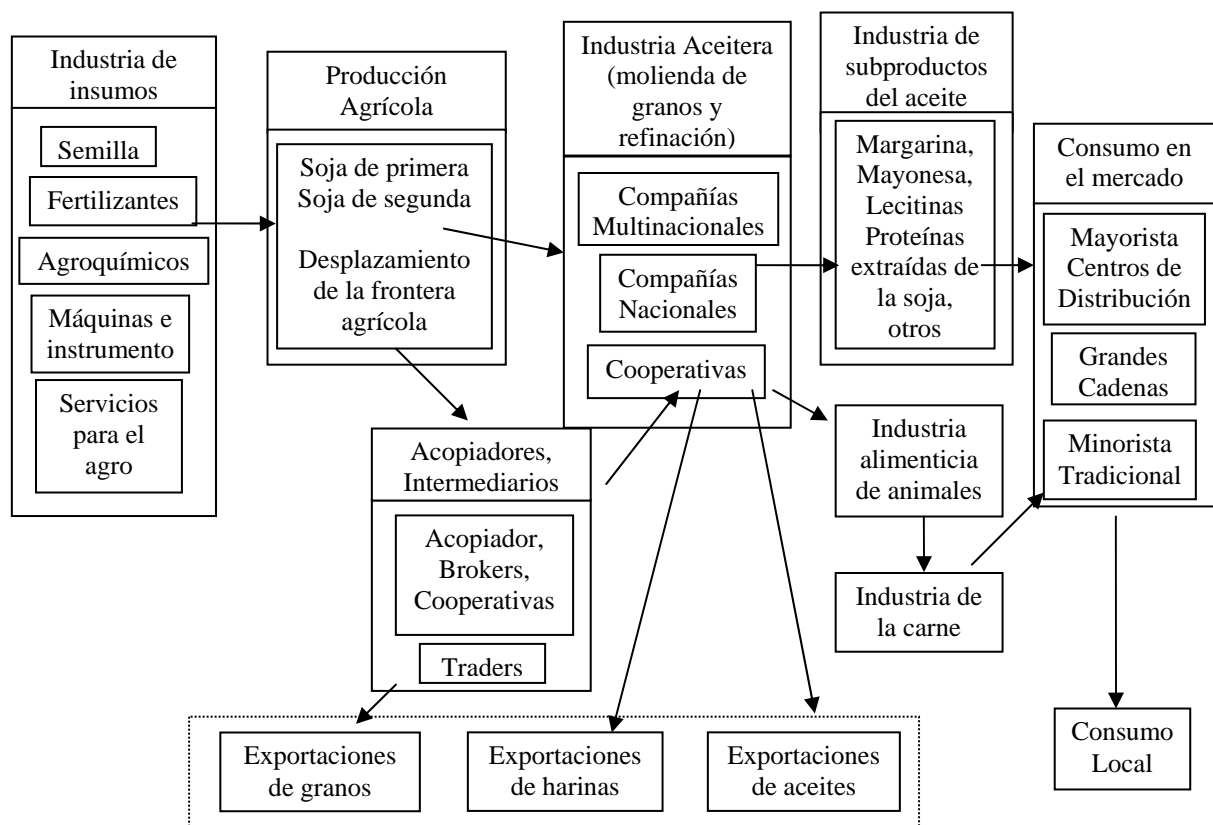 Industria de
insumos
Semilla
Fertilizantes
Agroquímicos
Máquinas e
instrumento
Servicios
para el
agro
Producción
Agrícola
Soja de primera
Soja de segunda
Desplazamiento
de la frontera
agrícola
Acopiadores,
Intermediarios
Acopiador,
Brokers,
Cooperativas
Traders
Industria Aceitera
(molienda de
granos y
refinación)
Compañías
Multinacionales
Compañías
Nacionales
Cooperativas
Industria de
subproductos
del aceite
Margarina,
Mayonesa,
Lecitinas
Proteínas
extraídas de
la soja,
otros
Industria
alimenticia
de animales
Industria de
la carne
Consumo en
el mercado
Mayorista
Centros de
Distribución
Grandes
Cadenas
Minorista
Tradicional
Consumo
Local
Exportaciones
de granos
Exportaciones
de harinas
Exportaciones
de aceites